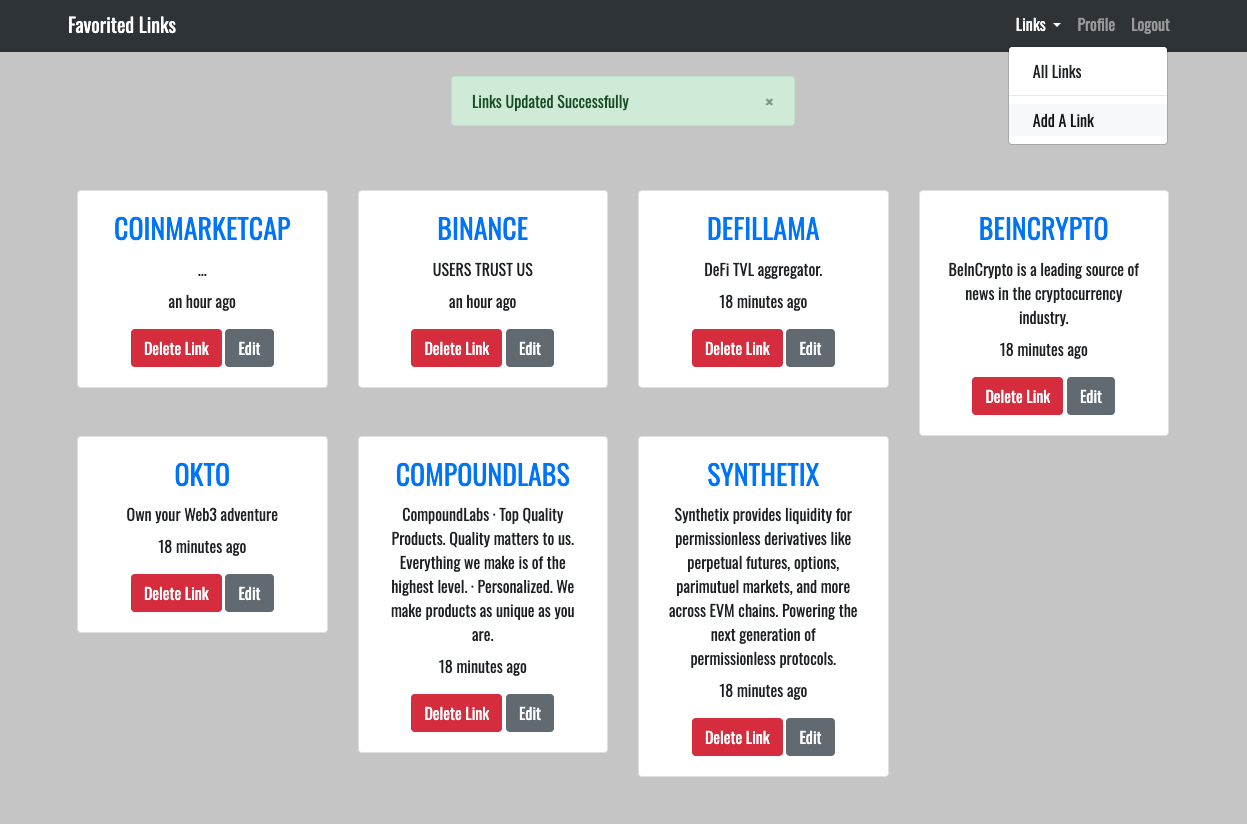 Favorited Links
Links
Profile
Logout
All Links
Add A Link
Links Updated Successfully
×
COINMARKETCAP
...
an hour ago
Delete Link
Edit
BINANCE
USERS TRUST US
an hour ago
Delete Link
Edit
DEFILLAMA
DeFi TVL aggregator.
18 minutes ago
Delete Link
Edit
BEINCRYPTO
BeInCrypto is a leading source of
news in the cryptocurrency
industry.
18 minutes ago
Delete Link
Edit
OKTO
Own your Web3 adventure
18 minutes ago
Delete Link
Edit
COMPOUNDLABS
CompoundLabs · Top Quality
Products. Quality matters to us.
Everything we make is of the
highest level. · Personalized. We
make products as unique as you
are.
18 minutes ago
Delete Link
Edit
SYNTHETIX
Synthetix provides liquidity for
permissionless derivatives like
perpetual futures, options,
parimutuel markets, and more
across EVM chains. Powering the
next generation of
permissionless protocols.
18 minutes ago
Delete Link
Edit